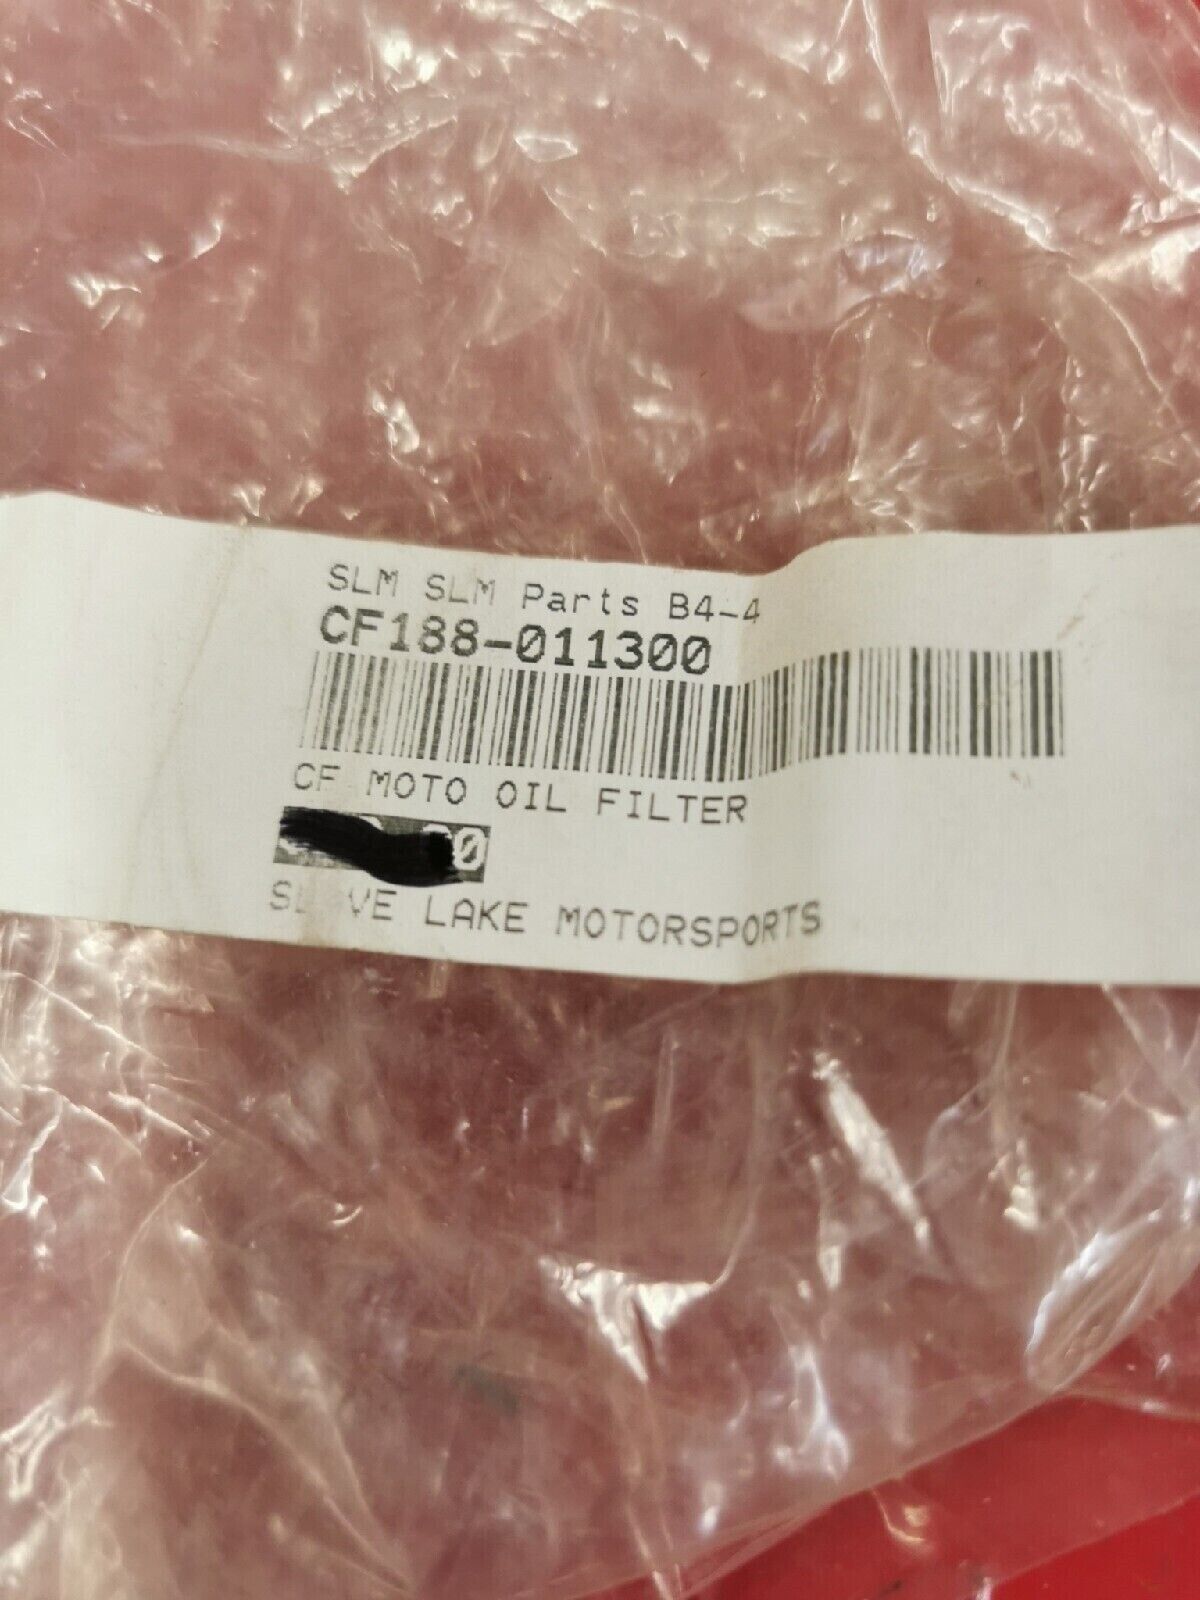 SLM SLM Parts B4-4
CF188-011300
CF MOTO OIL FILTER
LAKE MOTORSPORTS